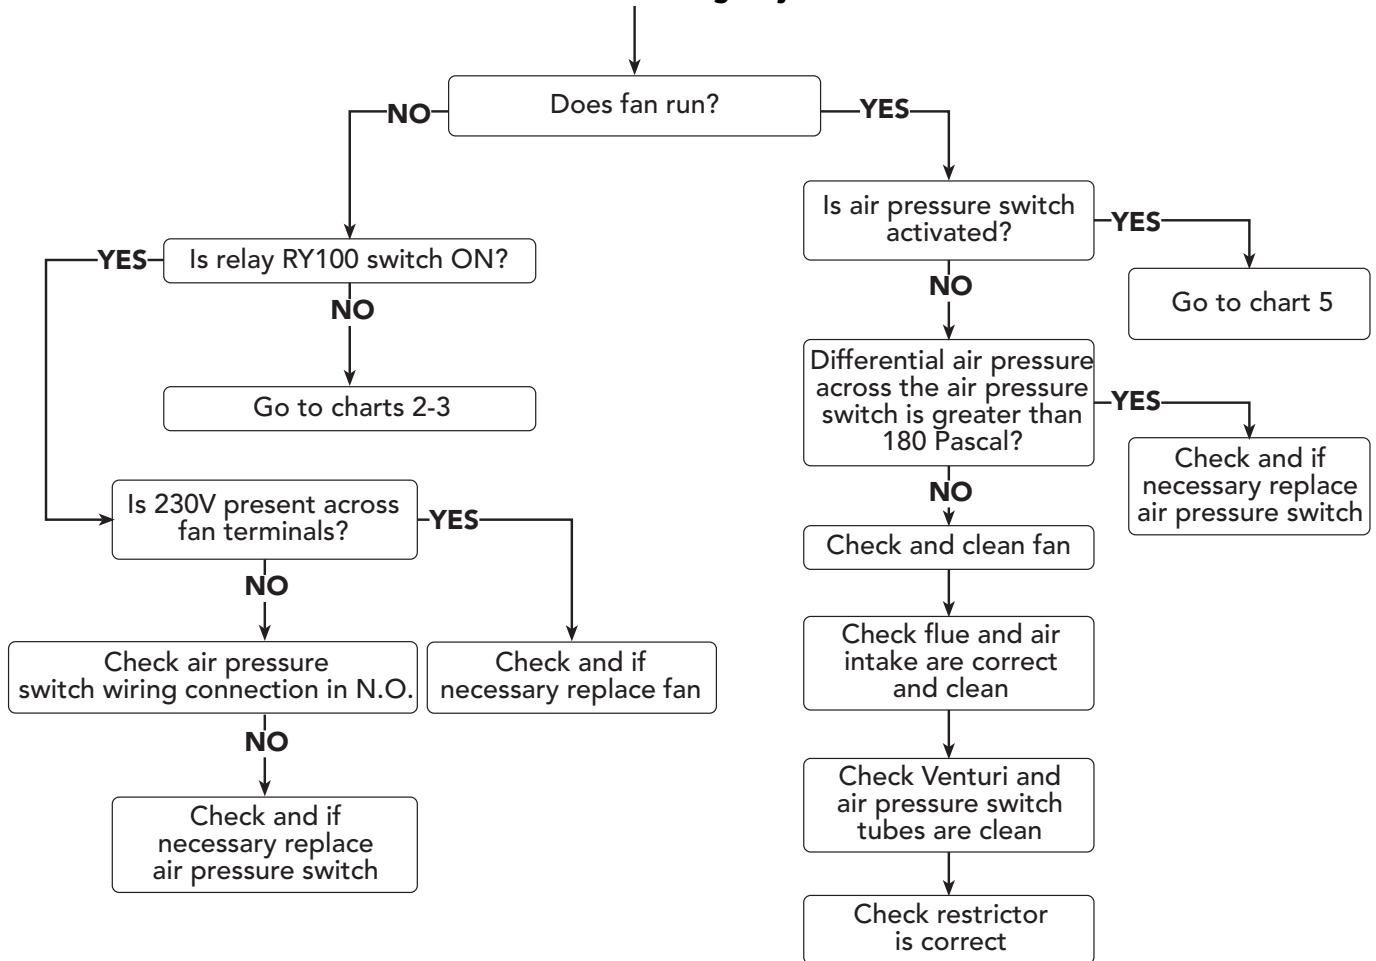 Does fan run?
NO
YES
Is air pressure switch
activated?
YES
YES
Is relay RY100 switch ON?
NO
NO
Go to chart 5
Differential air pressure
across the air pressure
switch is greater than
180 Pascal?
YES
Go to charts 2-3
Check and if
necessary replace
air pressure switch
Is 230V present across
fan terminals?
YES
NO
Check and clean fan
NO
Check flue and air
intake are correct
and clean
Check air pressure
switch wiring connection in N.O.
Check and if
necessary replace fan
NO
Check Venturi and
air pressure switch
tubes are clean
Check and if
necessary replace
air pressure switch
Check restrictor
is correct